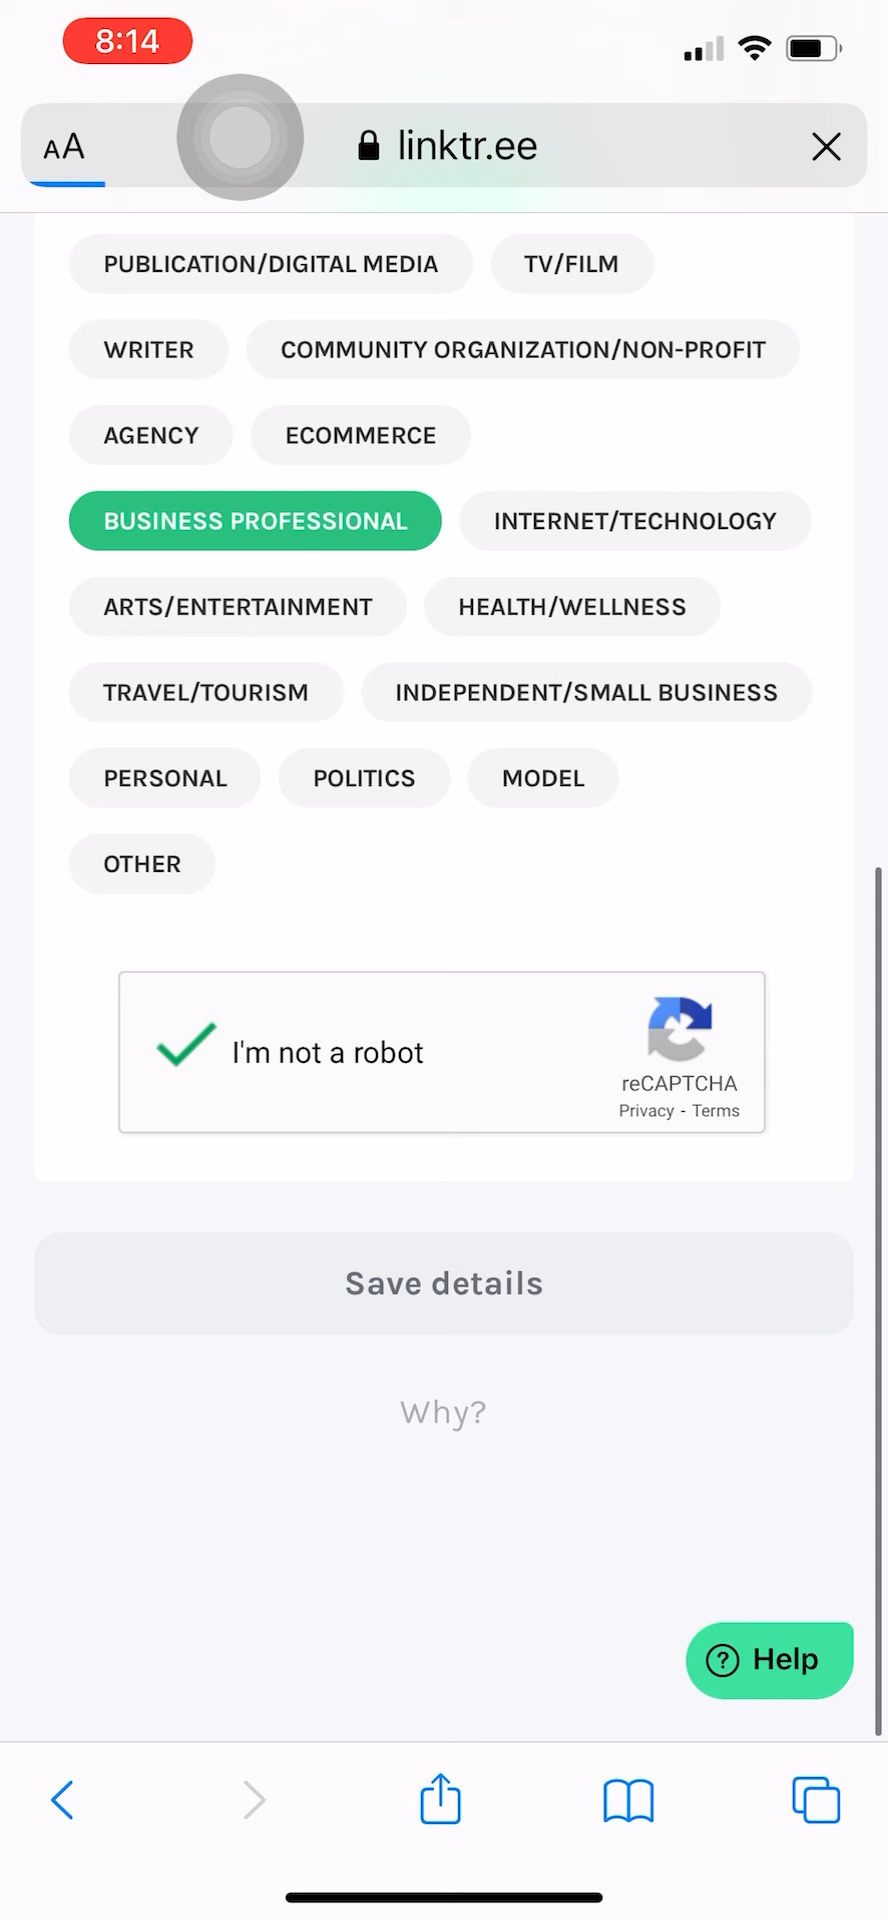 8:14
AA linktr.ee
PUBLICATION/DIGITAL MEDIA TV/FILM
WRITER COMMUNITY ORGANIZATION/NON-PROFIT
AGENCY ECOMMERCE
BUSINESS PROFESSIONAL INTERNET/TECHNOLOGY
ARTS/ENTERTAINMENT HEALTH/WELLNESS
TRAVEL/TOURISM INDEPENDENT/SMALL BUSINESS
PERSONAL POLITICS MODEL
OTHER
I'm not a robot
reCAPTCHA
Privacy - Terms
Save details
Why?
? Help